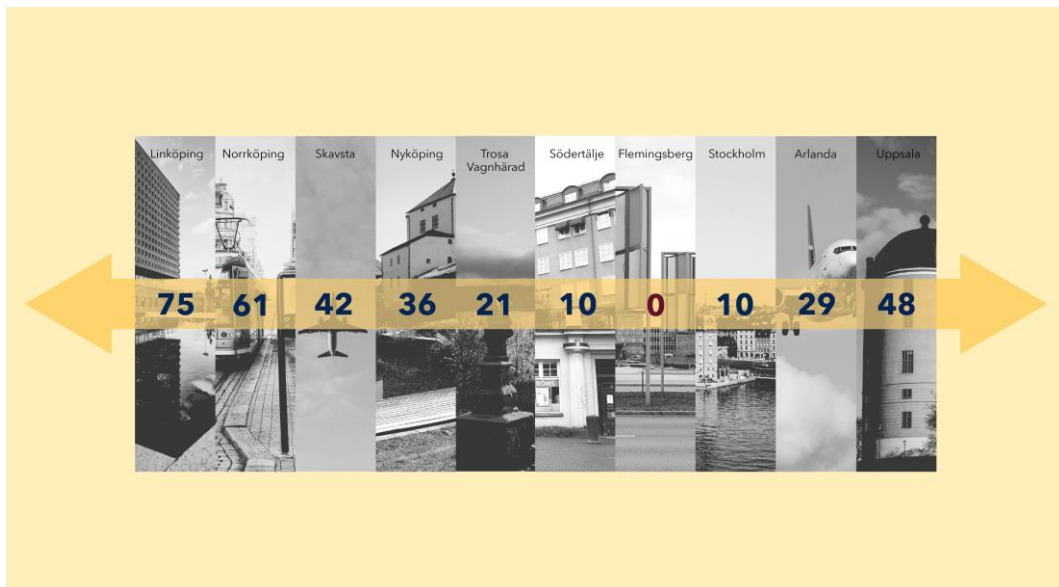 Linköping Norrköping Skavsta Nyköping Trosa Södertälje Flemingsberg Stockholm Arlanda Uppsala
Vagnhärad
75 61 42 36 21 10 0 10 29 48